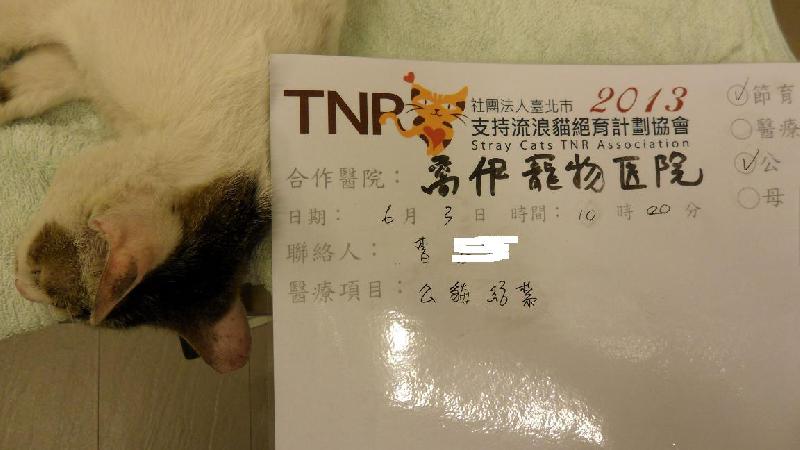 TNR 社團法人臺北市 2013
支持流浪貓絕育計劃協會
Stray Cats TNR Association
合作醫院：喬伊寵物医院
日期：6月3日 時間：10時20分
聯絡人：曹
醫療項目：公貓結紮
節育
醫療
公
母